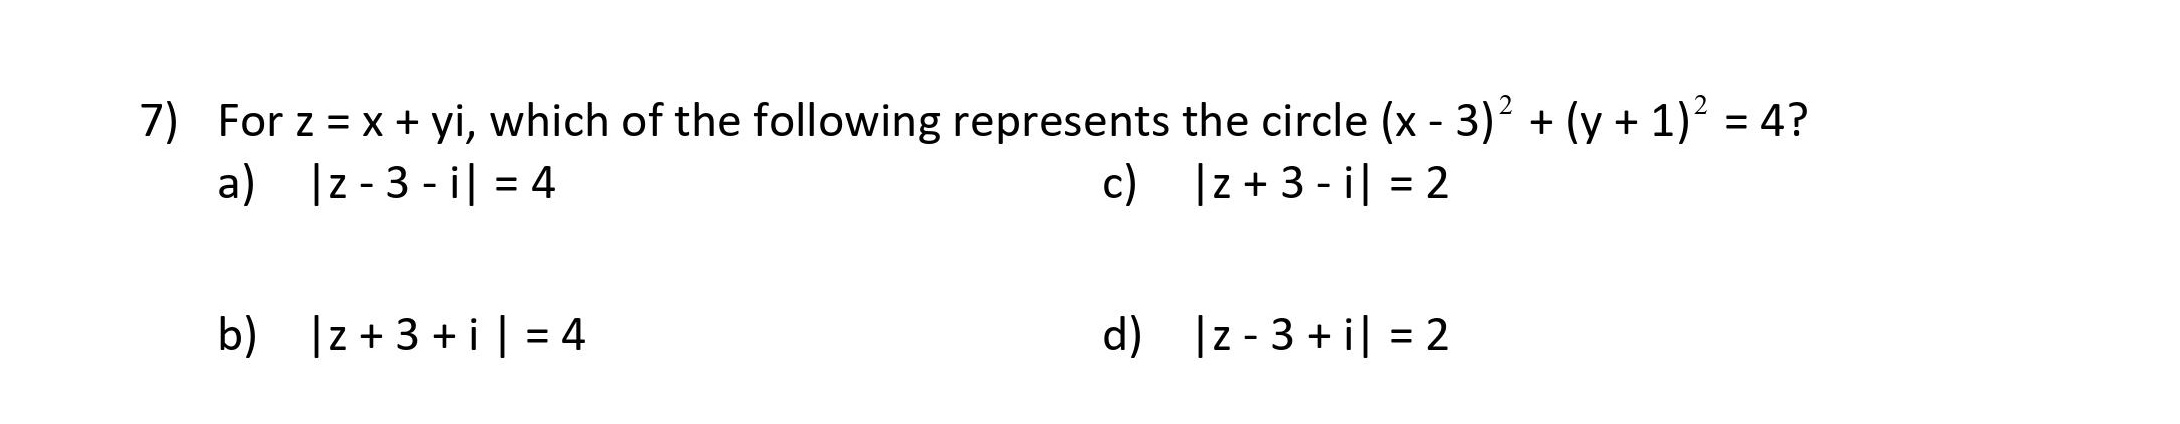 7) For z = x + yi, which of the following represents the circle (x - 3)² + (y + 1)² = 4?
a) |z - 3 - i| = 4
c) |z + 3 - i| = 2
b) |z + 3 + i | = 4
d) |z - 3 + i| = 2